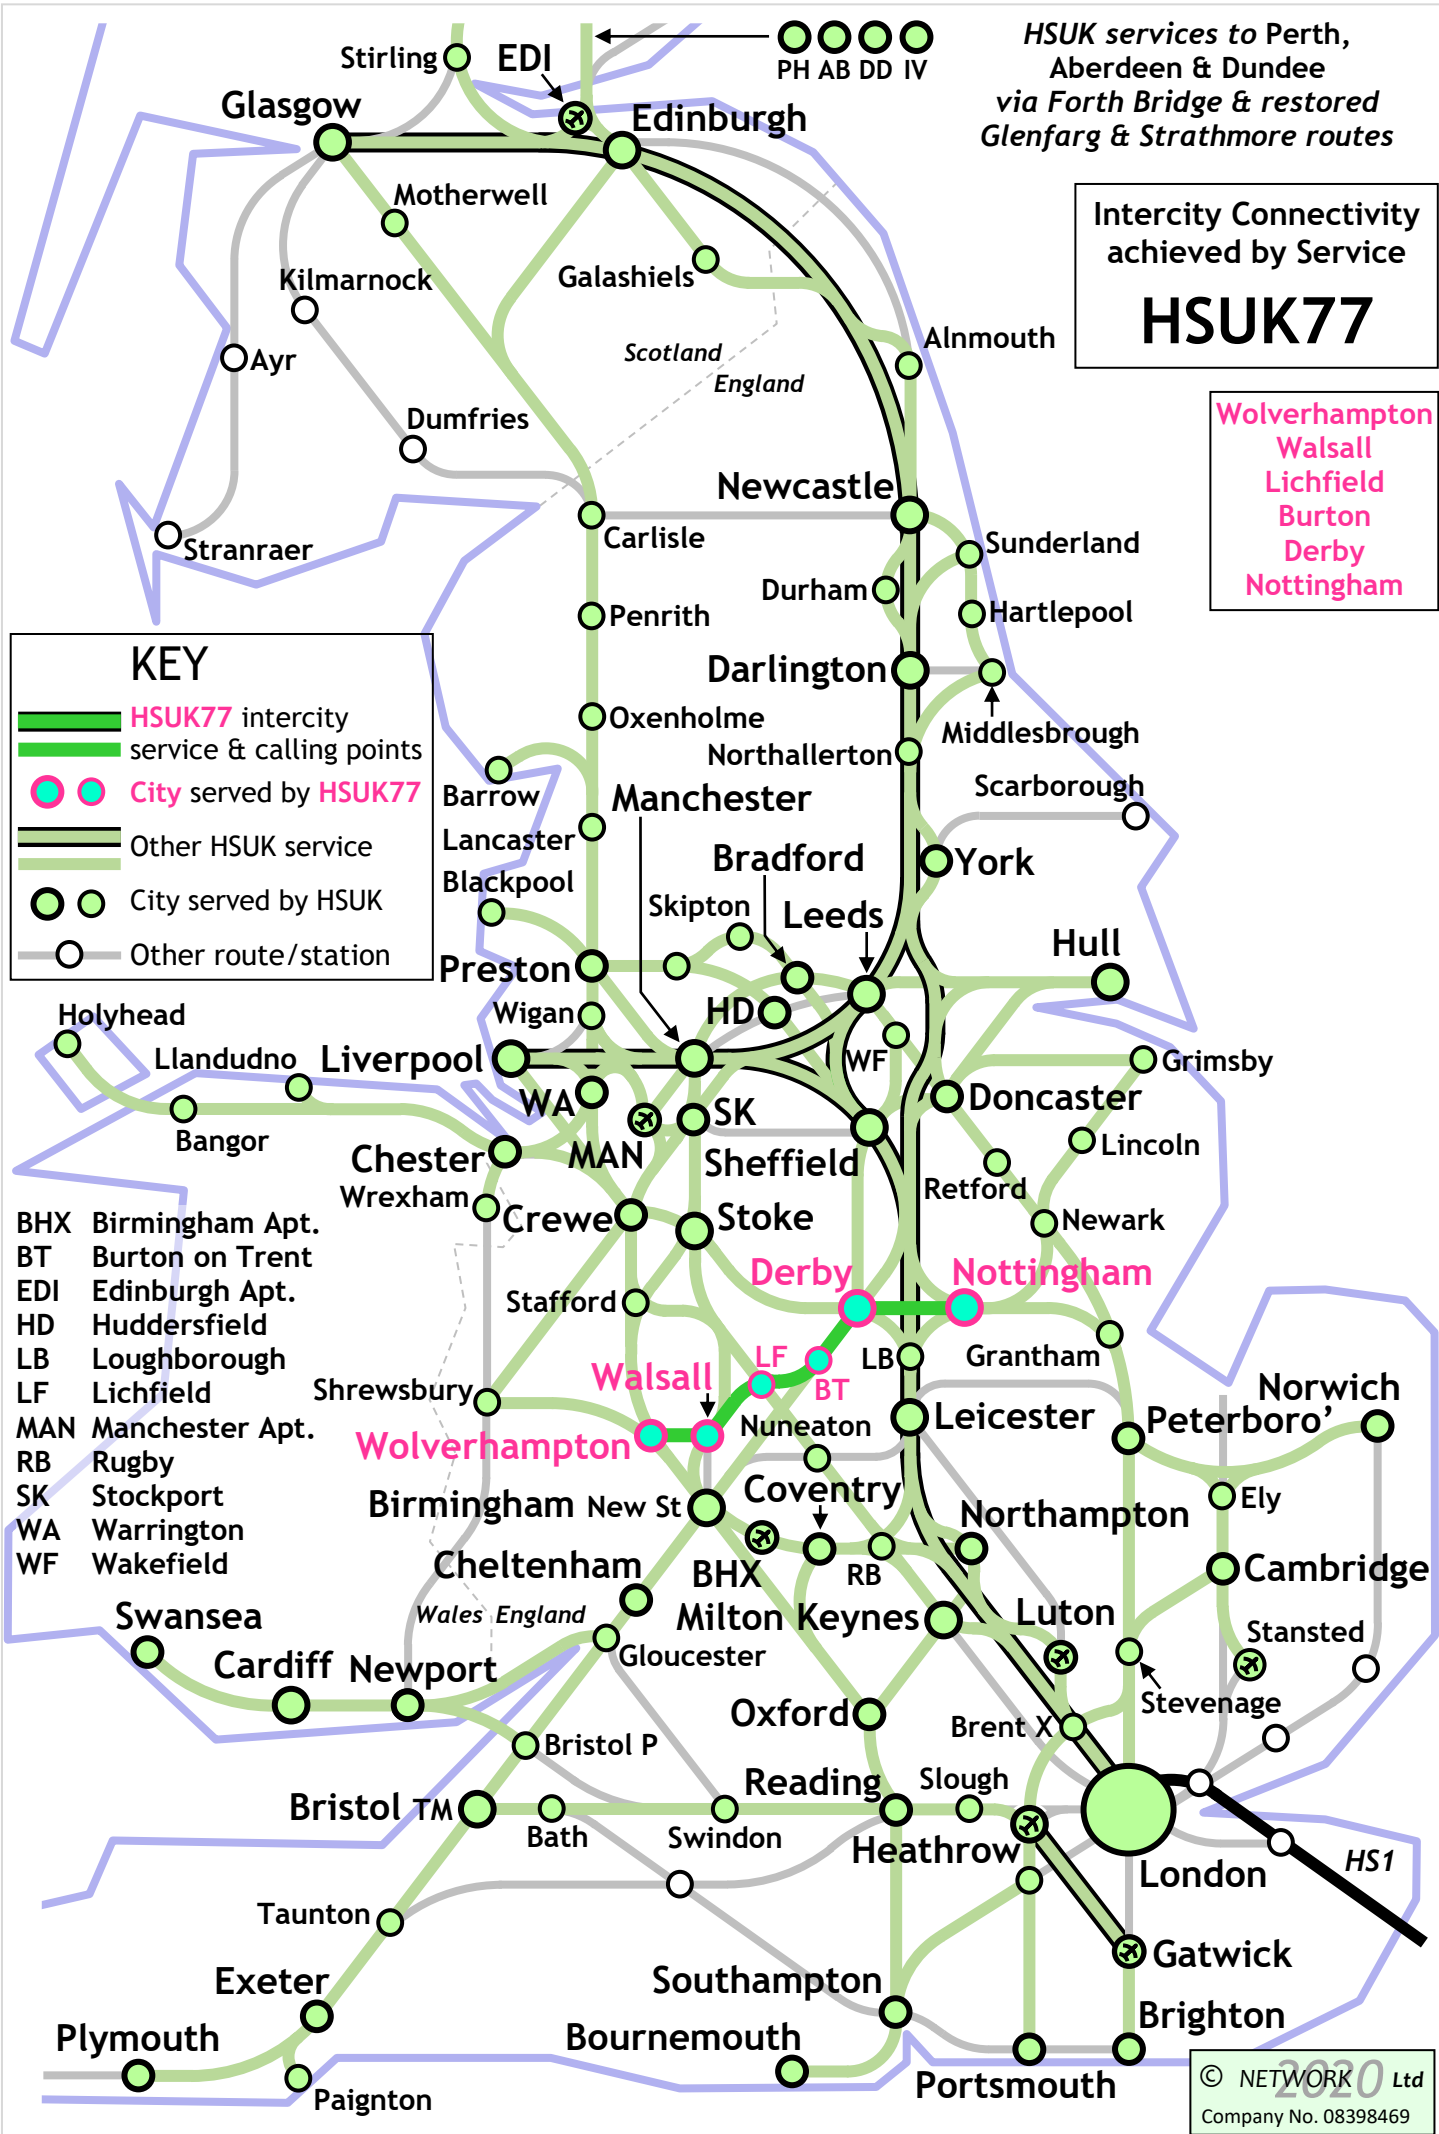 HSUK services to Perth,
Aberdeen & Dundee
via Forth Bridge & restored
Glenfarg & Strathmore routes
PH AB DD IV
Stirling
EDI
Glasgow
Edinburgh
Intercity Connectivity
achieved by Service
HSUK77
Motherwell
Galashiels
Kilmarnock
Ayr
Scotland
England
Alnmouth
Dumfries
Wolverhampton
Walsall
Lichfield
Burton
Derby
Nottingham
Newcastle
Carlisle
Stranraer
Sunderland
Durham
Hartlepool
Penrith
Darlington
Middlesbrough
KEY
HSUK77 intercity
service & calling points
City served by HSUK77
Other HSUK service
City served by HSUK
Other route/station
Oxenholme
Northallerton
Barrow
Manchester
Scarborough
Lancaster
Bradford
York
Blackpool
Skipton
Leeds
Hull
Preston
Wigan
HD
Holyhead
Llandudno
Liverpool
WF
Grimsby
Bangor
WA
SK
Doncaster
MAN
Chester
Sheffield
Lincoln
Wrexham
Retford
Crewe
Stoke
Newark
BHX Birmingham Apt.
BT Burton on Trent
EDI Edinburgh Apt.
HD Huddersfield
LB Loughborough
LF Lichfield
MAN Manchester Apt.
RB Rugby
SK Stockport
WA Warrington
WF Wakefield
Derby
Nottingham
Stafford
LF
BT
LB
Grantham
Walsall
Shrewsbury
Norwich
Wolverhampton
Nuneaton
Leicester
Peterboro'
Birmingham New St
Coventry
Ely
Northampton
Cheltenham
BHX
RB
Cambridge
Wales England
Milton Keynes
Luton
Swansea
Stansted
Gloucester
Cardiff
Newport
Stevenage
Oxford
Brent X
Bristol P
Reading
Slough
Bristol TM
Bath
Swindon
Heathrow
London
HS1
Taunton
Gatwick
Exeter
Southampton
Brighton
Plymouth
Bournemouth
Portsmouth
Paignton
© NETWORK 2020 Ltd
Company No. 08398469